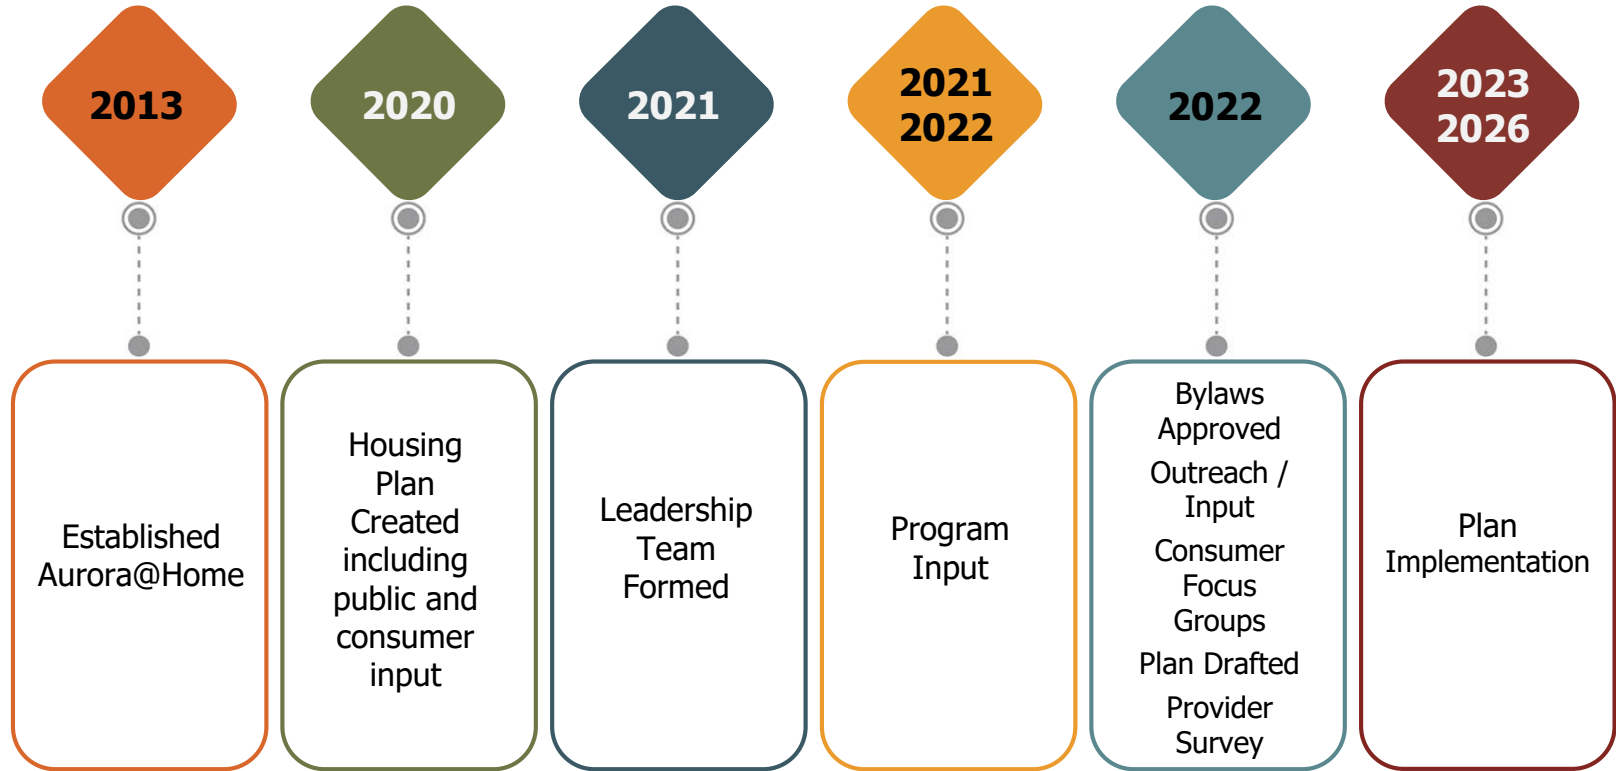 2013
2020
2021
2021
2022
2022
2023
2026
Established
Aurora@Home
Housing
Plan
Created
including
public and
consumer
input
Leadership
Team
Formed
Program
Input
Bylaws
Approved
Outreach /
Input
Consumer
Focus
Groups
Plan Drafted
Provider
Survey
Plan
Implementation